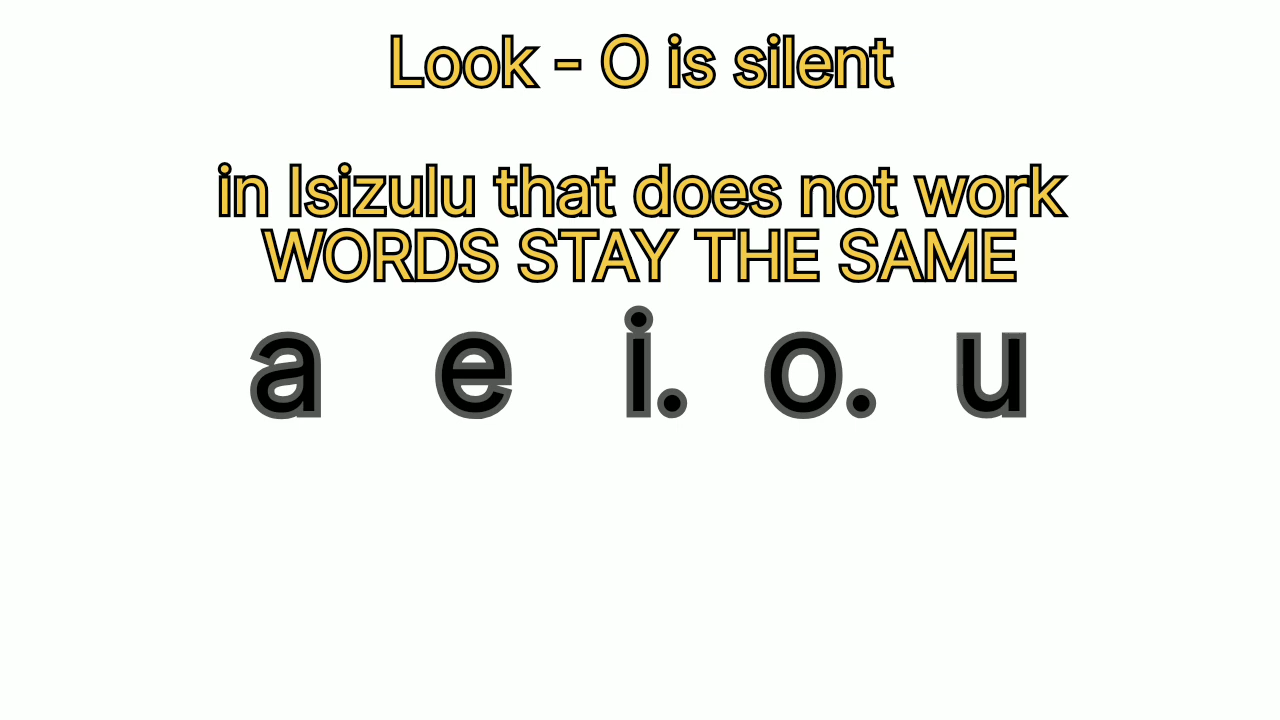 Look - O is silent
in Isizulu that does not work
WORDS STAY THE SAME
a e i. o. u